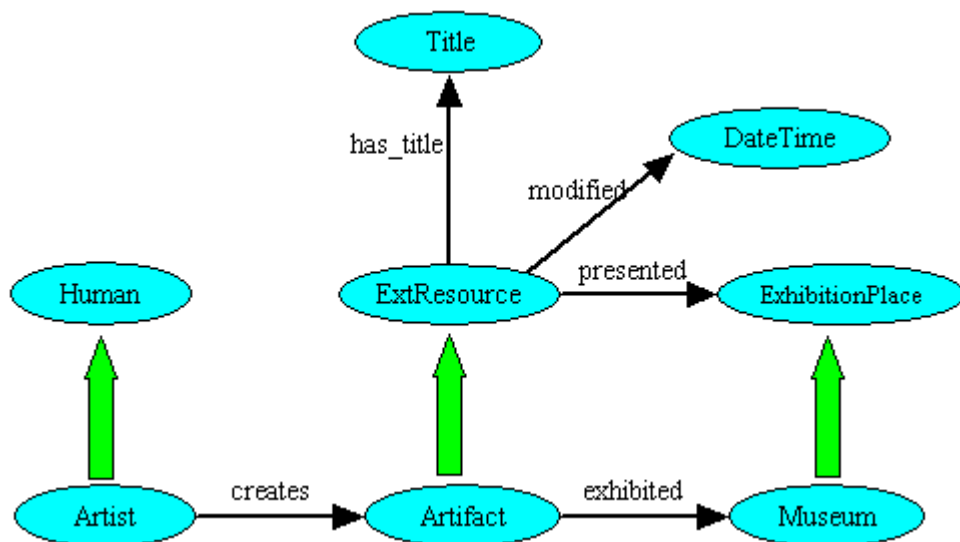 Title
has_title
DateTime
modified
Human
ExtResource
presented
ExhibitionPlace
Artist
creates
Artifact
exhibited
Museum